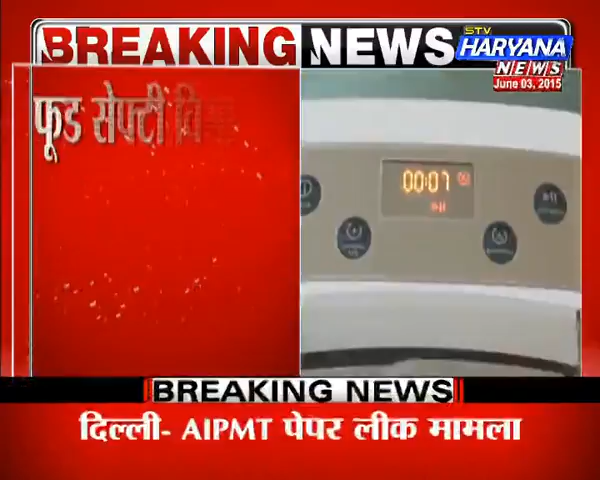 BREAKING NEWS
STV
HARYANA
NEWS
June 03, 2015
फूड सेफ्टी
00:07
BREAKING NEWS
दिल्ली- AIPMT पेपर लीक मामला